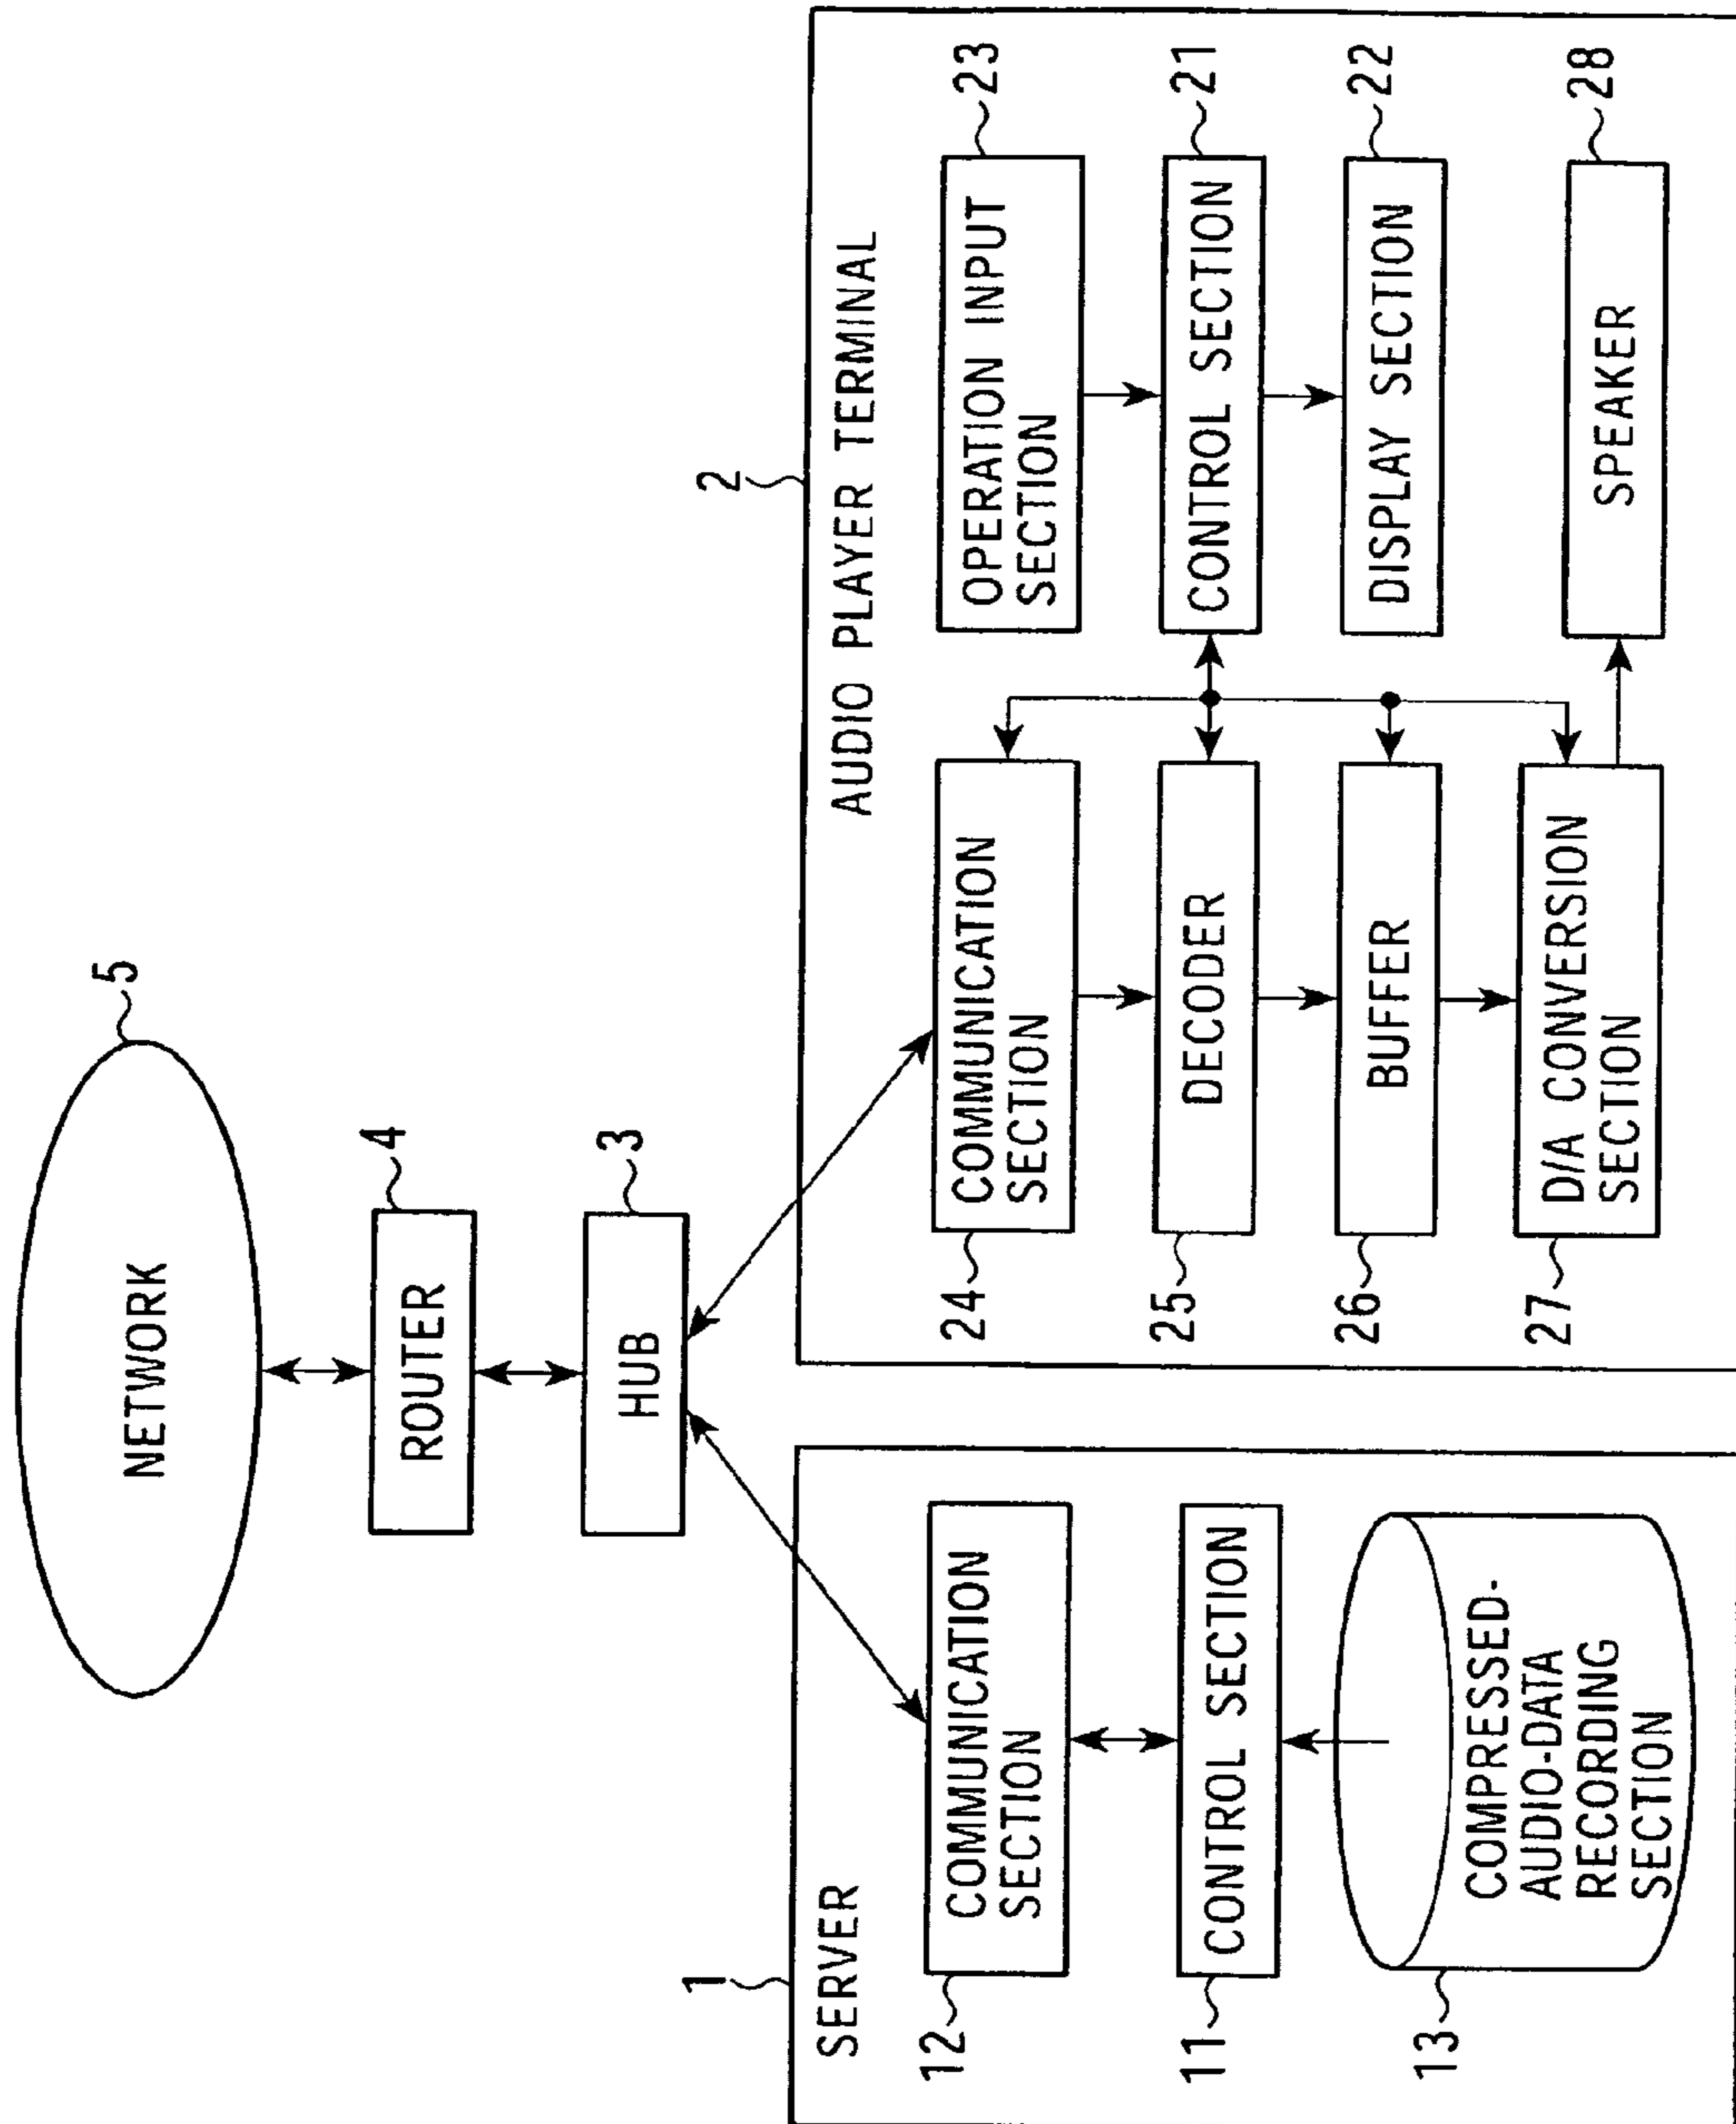 NETWORK
5
ROUTER
4
HUB
3
1
SERVER
12
COMMUNICATION
SECTION
11
CONTROL SECTION
13
COMPRESSED-
AUDIO-DATA
RECORDING
SECTION
2
AUDIO PLAYER TERMINAL
24
COMMUNICATION
SECTION
25
DECODER
26
BUFFER
27
D/A CONVERSION
SECTION
OPERATION INPUT
SECTION
23
CONTROL SECTION
21
DISPLAY SECTION
22
SPEAKER
28